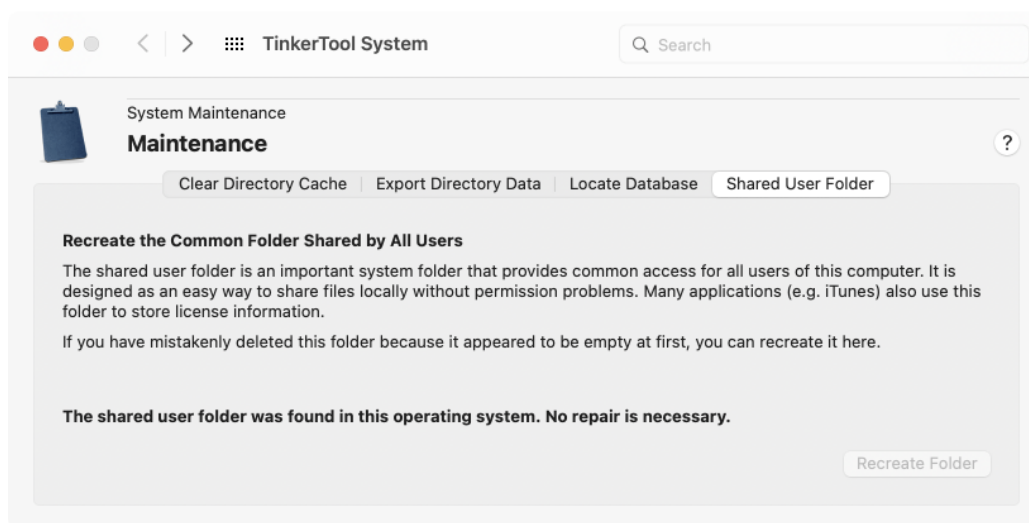 TinkerTool System
Search
System Maintenance
Maintenance
?
Clear Directory Cache
Export Directory Data
Locate Database
Shared User Folder
Recreate the Common Folder Shared by All Users
The shared user folder is an important system folder that provides common access for all users of this computer. It is
designed as an easy way to share files locally without permission problems. Many applications (e.g. iTunes) also use this
folder to store license information.
If you have mistakenly deleted this folder because it appeared to be empty at first, you can recreate it here.
The shared user folder was found in this operating system. No repair is necessary.
Recreate Folder